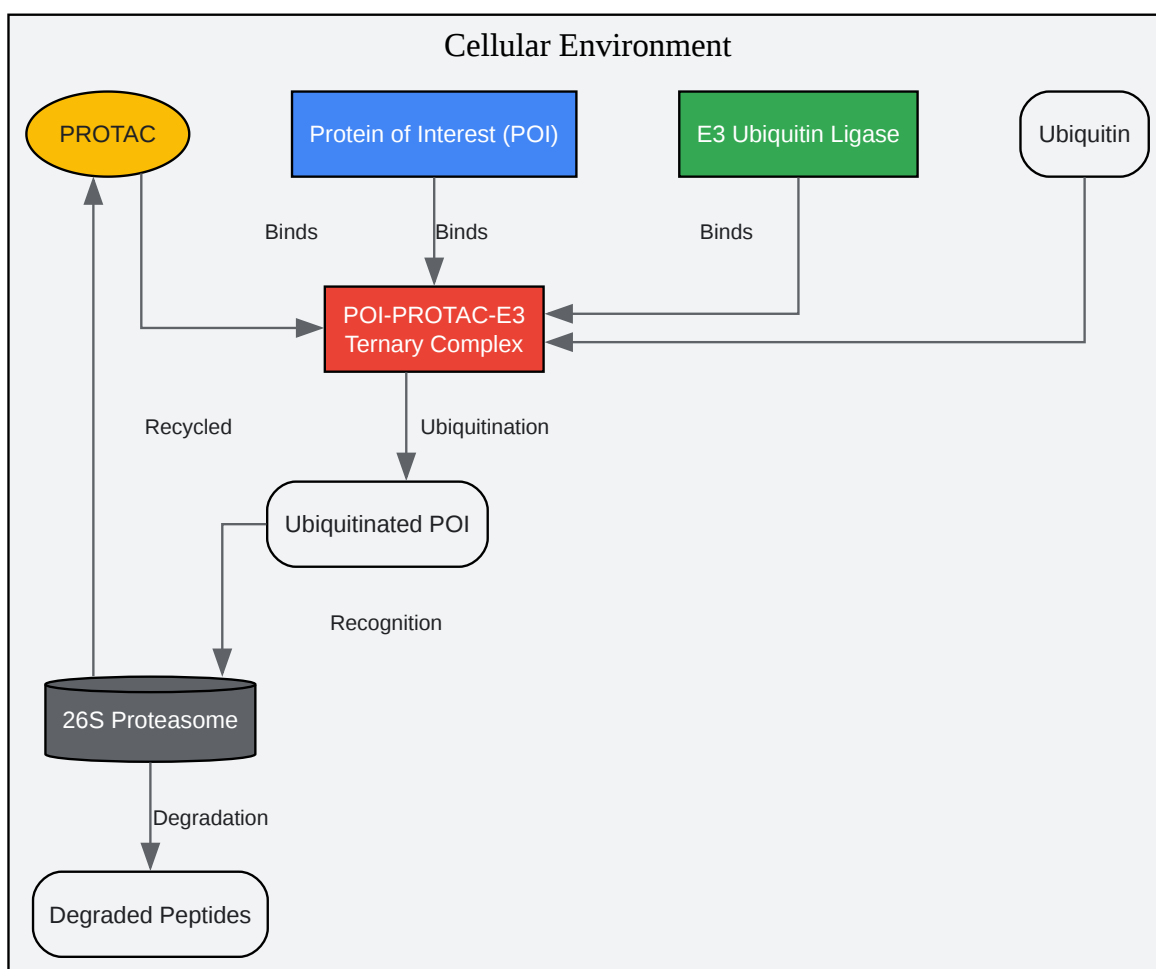 Cellular Environment
PROTAC
Protein of Interest (POI)
E3 Ubiquitin Ligase
Ubiquitin
Binds
Binds
Binds
POI-PROTAC-E3
Ternary Complex
Recycled
Ubiquitination
Ubiquitinated POI
Recognition
26S Proteasome
Degradation
Degraded Peptides